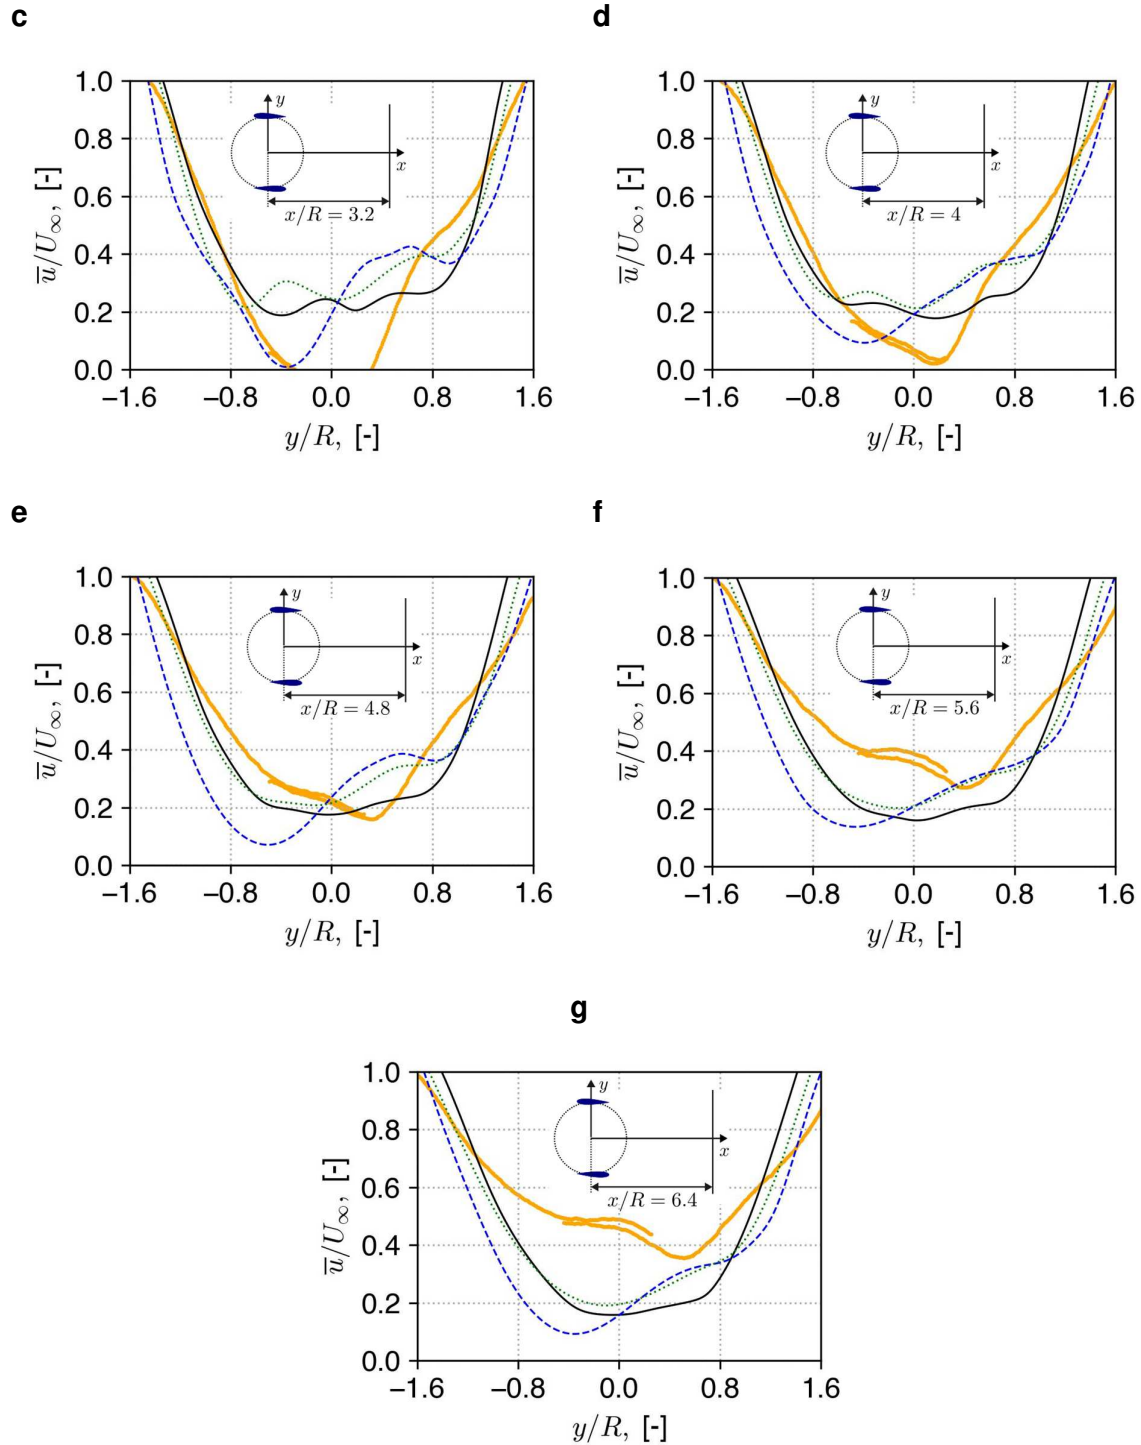 c
1.0
0.8
0.6
0.4
0.2
0.0
u̅/U∞, [-]
y
x
x/R = 3.2
−1.6 −0.8 0.0 0.8 1.6
y/R, [-]
d
1.0
0.8
0.6
0.4
0.2
0.0
u̅/U∞, [-]
y
x
x/R = 4
−1.6 −0.8 0.0 0.8 1.6
y/R, [-]
e
1.0
0.8
0.6
0.4
0.2
0.0
u̅/U∞, [-]
y
x
x/R = 4.8
−1.6 −0.8 0.0 0.8 1.6
y/R, [-]
f
1.0
0.8
0.6
0.4
0.2
0.0
u̅/U∞, [-]
y
x
x/R = 5.6
−1.6 −0.8 0.0 0.8 1.6
y/R, [-]
g
1.0
0.8
0.6
0.4
0.2
0.0
u̅/U∞, [-]
y
x
x/R = 6.4
−1.6 −0.8 0.0 0.8 1.6
y/R, [-]